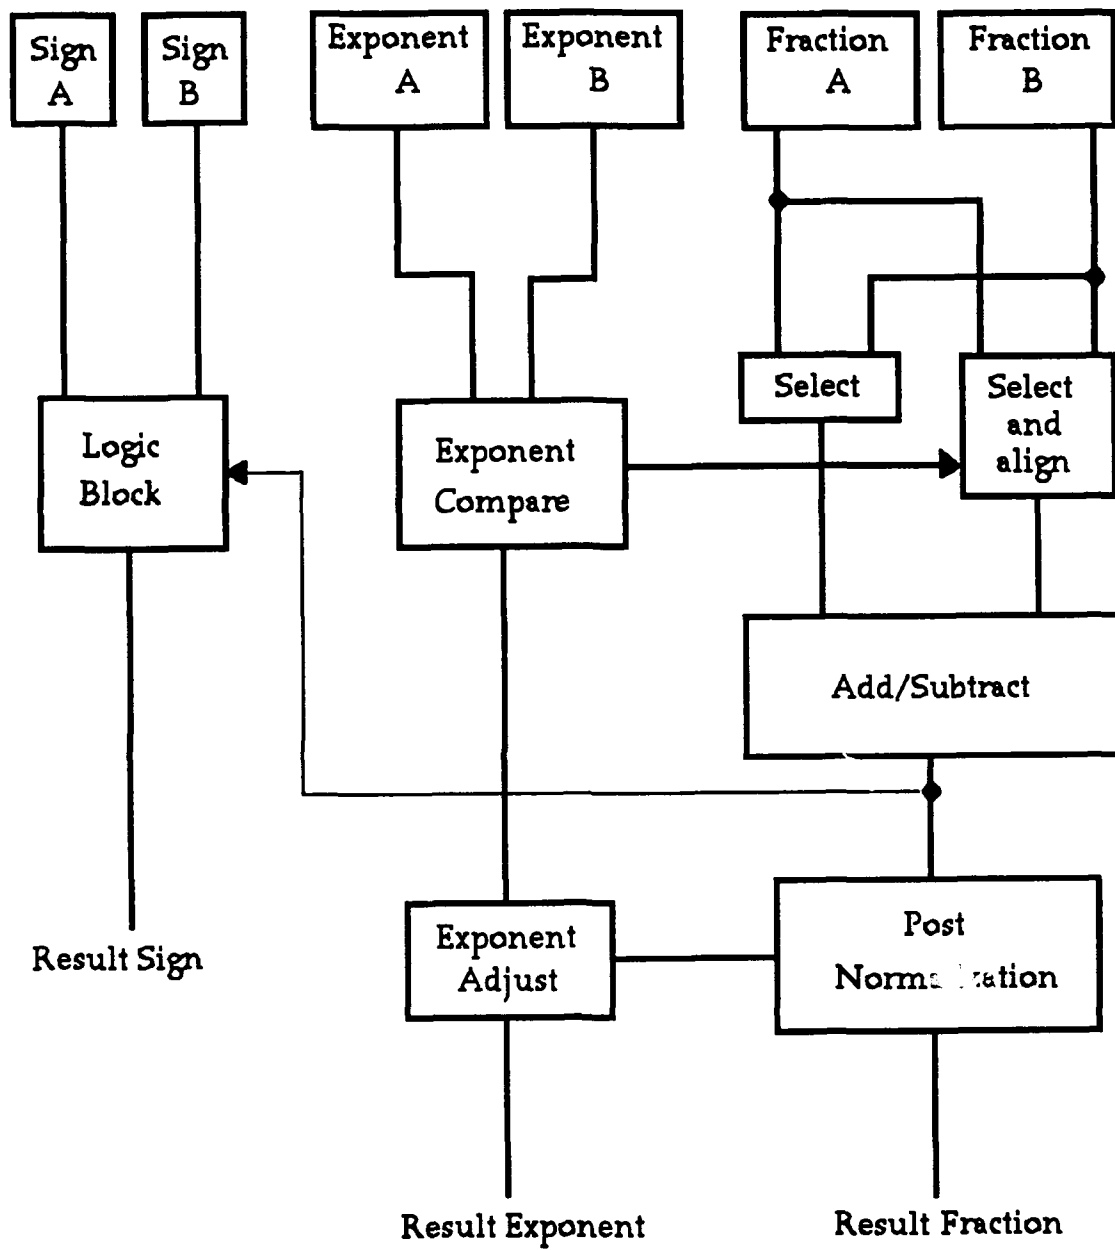 Sign
A
Sign
B
Exponent
A
Exponent
B
Fraction
A
Fraction
B
Select
Select
and
align
Logic
Block
Exponent
Compare
Add/Subtract
Post
Exponent
Adjust
Result Sign
Result Exponent
Result Fraction